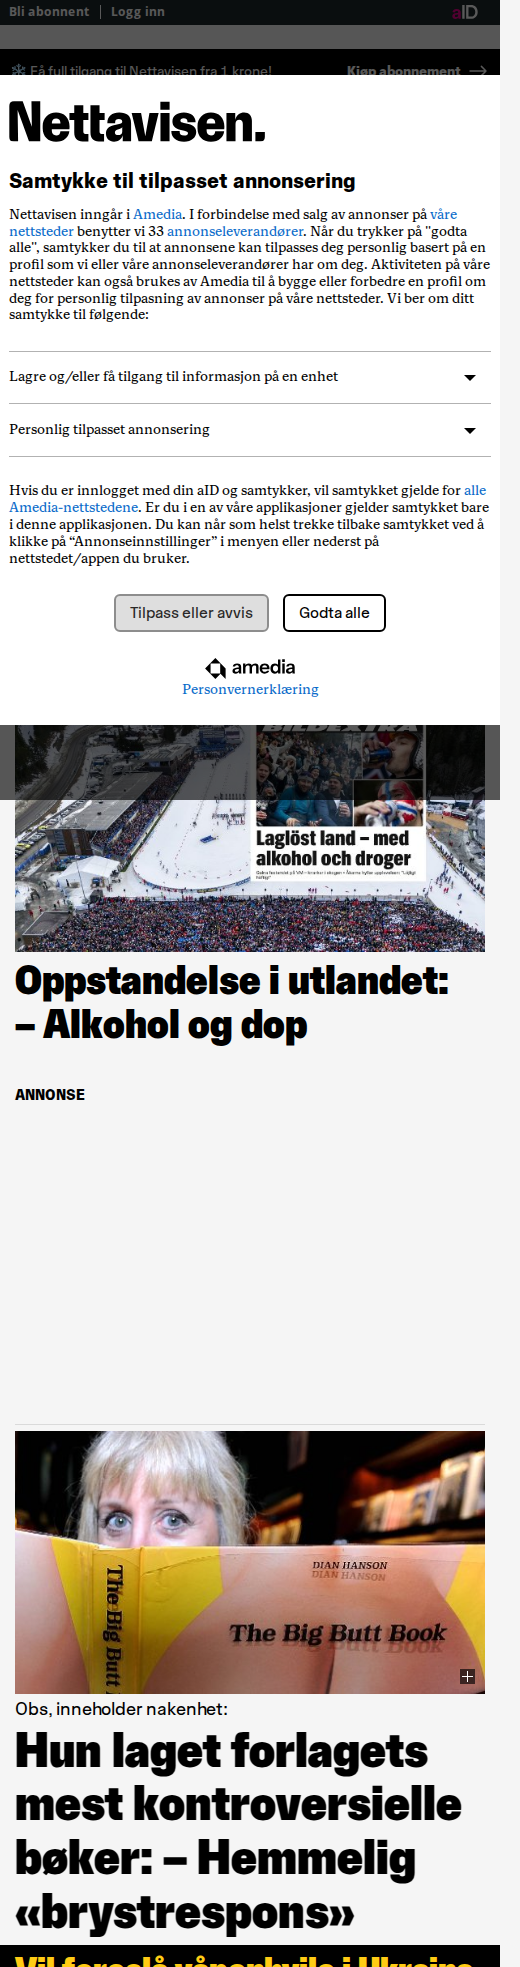 Bli abonnent | Logg inn
aID
Få full tilgang til Nettavisen fra 1 krone!
Kjøp abonnement
Nettavisen.
Samtykke til tilpasset annonsering
Nettavisen inngår i Amedia. I forbindelse med salg av annonser på våre
nettsteder benytter vi 33 annonseleverandører. Når du trykker på "godta
alle", samtykker du til at annonsene kan tilpasses deg personlig basert på en
profil som vi eller våre annonseleverandører har om deg. Aktiviteten på våre
nettsteder kan også brukes av Amedia til å bygge eller forbedre en profil om
deg for personlig tilpasning av annonser på våre nettsteder. Vi ber om ditt
samtykke til følgende:
Lagre og/eller få tilgang til informasjon på en enhet
Personlig tilpasset annonsering
Hvis du er innlogget med din aID og samtykker, vil samtykket gjelde for alle
Amedia-nettstedene. Er du i en av våre applikasjoner gjelder samtykket bare
i denne applikasjonen. Du kan når som helst trekke tilbake samtykket ved å
klikke på “Annonseinnstillinger” i menyen eller nederst på
nettstedet/appen du bruker.
Tilpass eller avvis
Godta alle
amedia
Personvernerklæring
BILDEXTRA
Laglöst land – med
alkohol och droger
Oppstandelse i utlandet:
– Alkohol og dop
ANNONSE
DIAN HANSON
The Big Butt Book
The Big Butt
Obs, inneholder nakenhet:
Hun laget forlagets
mest kontroversielle
bøker: – Hemmelig
«brystrespons»
Vil foreslå våpenhvile i Ukraina